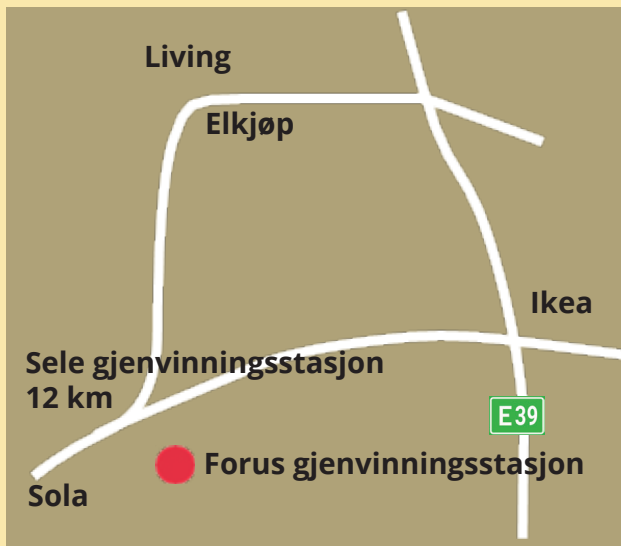 Living
Elkjøp
Ikea
Sele gjenvinningsstasjon
12 km
E39
Forus gjenvinningsstasjon
Sola